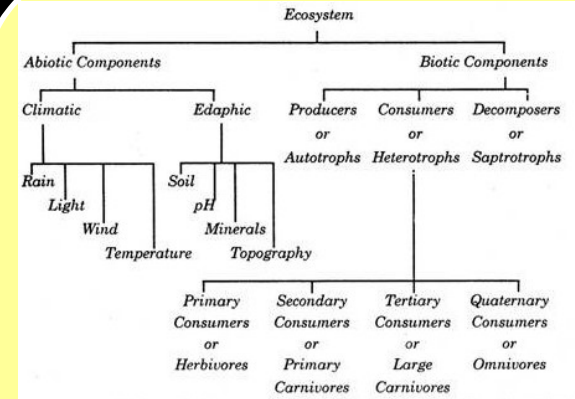 Ecosystem
Abiotic Components Biotic Components
Climatic Edaphic Producers Consumers Decomposers
or or or
Autotrophs Heterotrophs Saptrotrophs
Rain Soil
Light pH
Wind Minerals
Temperature Topography
Primary Secondary Tertiary Quaternary
Consumers Consumers Consumers Consumers
or or or or
Herbivores Primary Large Omnivores
Carnivores Carnivores